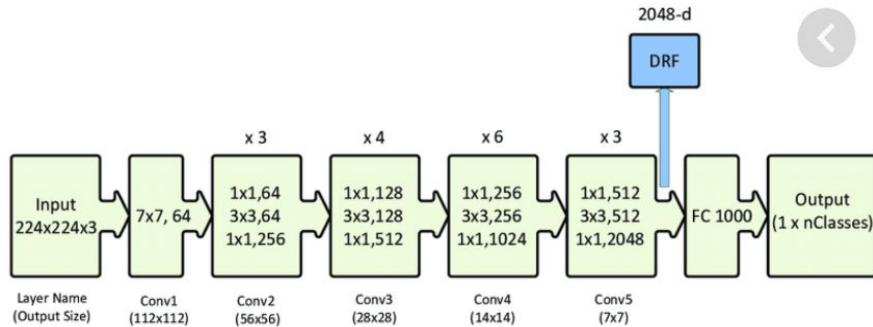 2048-d
DRF
x 3
x 4
x 6
x 3
Input
224x224x3
7x7, 64
1x1,64
3x3,64
1x1,256
1x1,128
3x3,128
1x1,512
1x1,256
3x3,256
1x1,1024
1x1,512
3x3,512
1x1,2048
FC 1000
Output
(1 x nClasses)
Layer Name
(Output Size)
Conv1
(112x112)
Conv2
(56x56)
Conv3
(28x28)
Conv4
(14x14)
Conv5
(7x7)